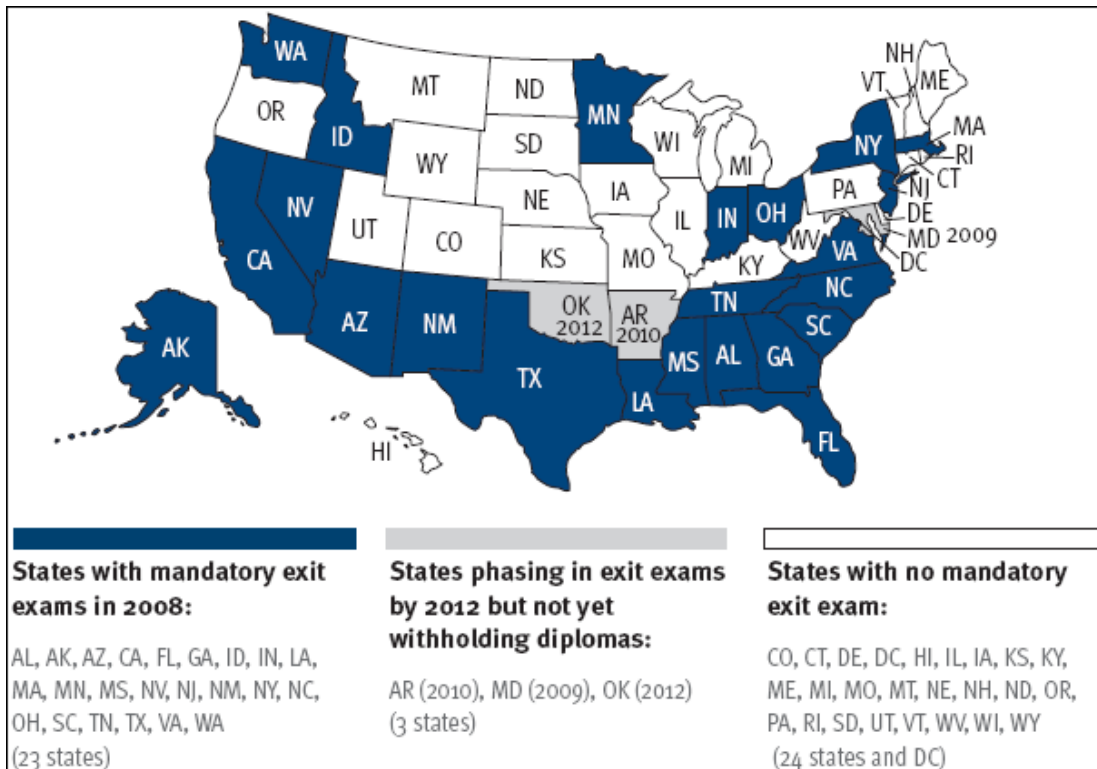 WA
MT
ND
MN
NH
VT
ME
OR
ID
SD
WI
MI
NY
MA
RI
CT
WY
IA
PA
NJ
NE
IL
IN
OH
DE
MD 2009
DC
NV
UT
CO
KS
MO
WV
VA
KY
CA
NC
TN
OK
2012
AR
2010
SC
AZ
NM
MS
AL
GA
AK
TX
LA
FL
HI
States with mandatory exit
exams in 2008:
AL, AK, AZ, CA, FL, GA, ID, IN, LA,
MA, MN, MS, NV, NJ, NM, NY, NC,
OH, SC, TN, TX, VA, WA
(23 states)
States phasing in exit exams
by 2012 but not yet
withholding diplomas:
AR (2010), MD (2009), OK (2012)
(3 states)
States with no mandatory
exit exam:
CO, CT, DE, DC, HI, IL, IA, KS, KY,
ME, MI, MO, MT, NE, NH, ND, OR,
PA, RI, SD, UT, VT, WV, WI, WY
(24 states and DC)